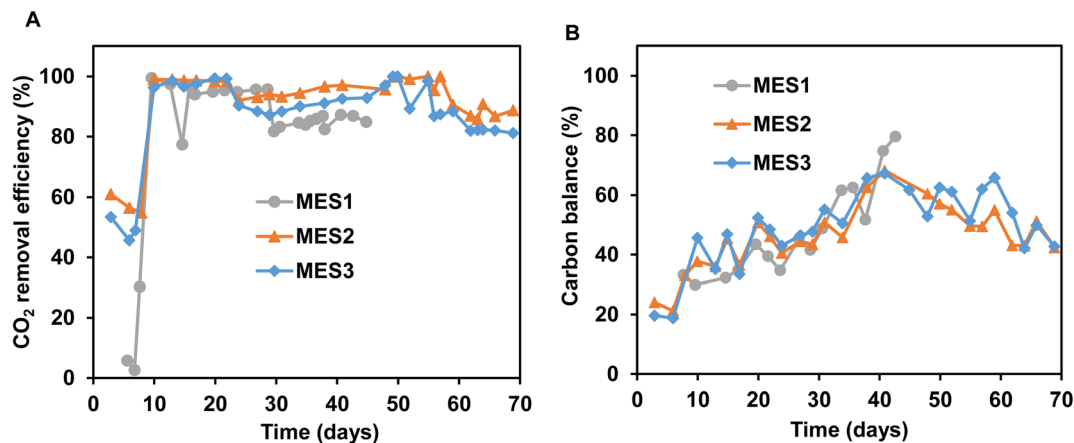 A
CO₂ removal efficiency (%)
100
80
60
40
20
0
MES1
MES2
MES3
0 10 20 30 40 50 60 70
Time (days)
B
Carbon balance (%)
100
80
60
40
20
0
MES1
MES2
MES3
0 10 20 30 40 50 60 70
Time (days)